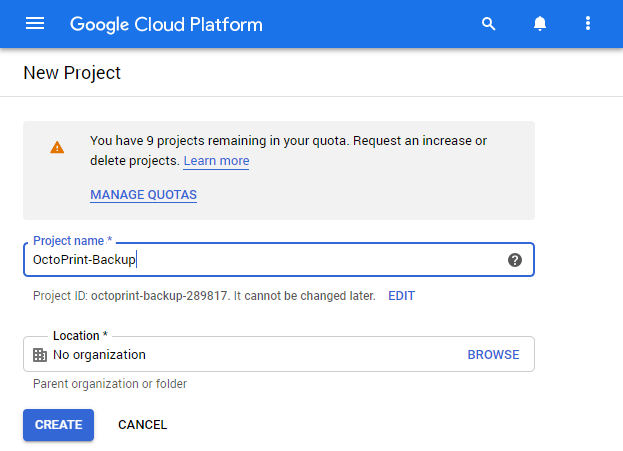 Google Cloud Platform
New Project
You have 9 projects remaining in your quota. Request an increase or
delete projects. Learn more
MANAGE QUOTAS
Project name *
OctoPrint-Backup
Project ID: octoprint-backup-289817. It cannot be changed later. EDIT
Location *
No organization BROWSE
Parent organization or folder
CREATE CANCEL